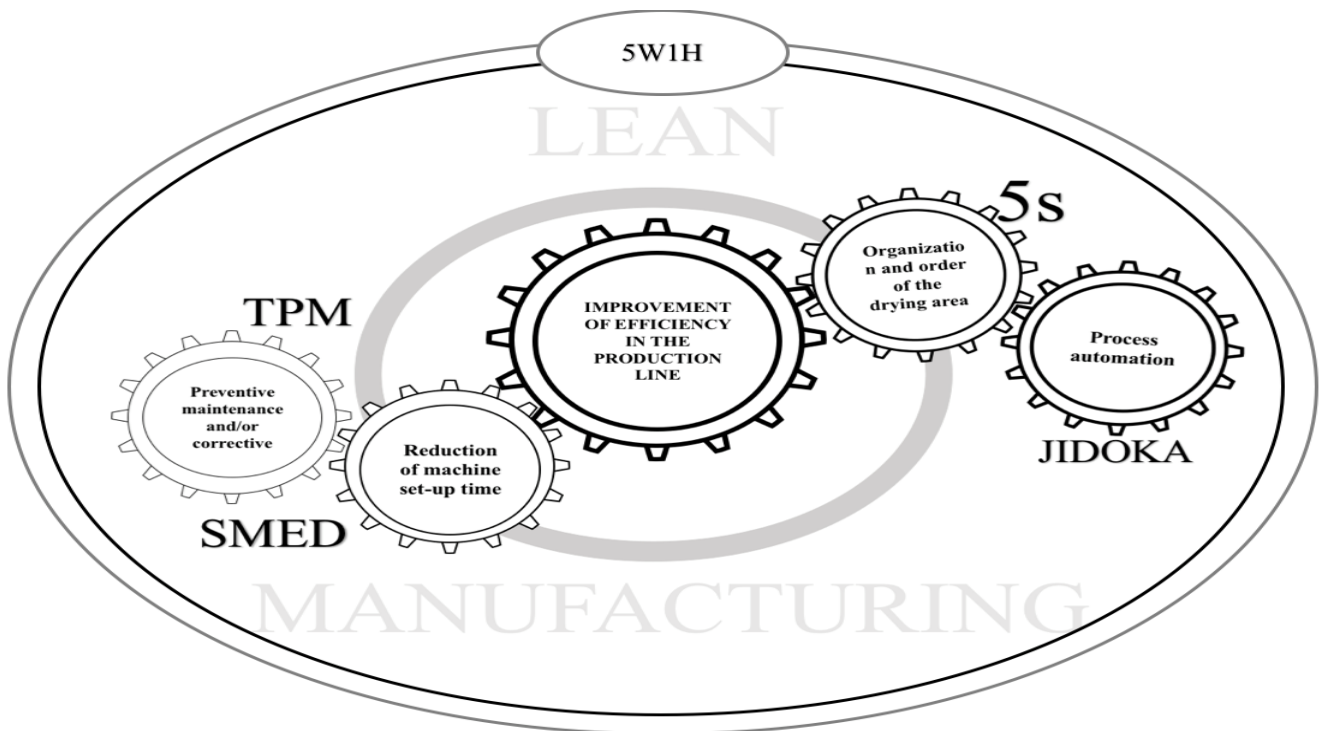 5W1H
LEAN
5s
Organizatio
n and order
of the
drying area
IMPROVEMENT
OF EFFICIENCY
IN THE
PRODUCTION
LINE
Process
automation
JIDOKA
TPM
Preventive
maintenance
and/or
corrective
Reduction
of machine
set-up time
SMED
MANUFACTURING